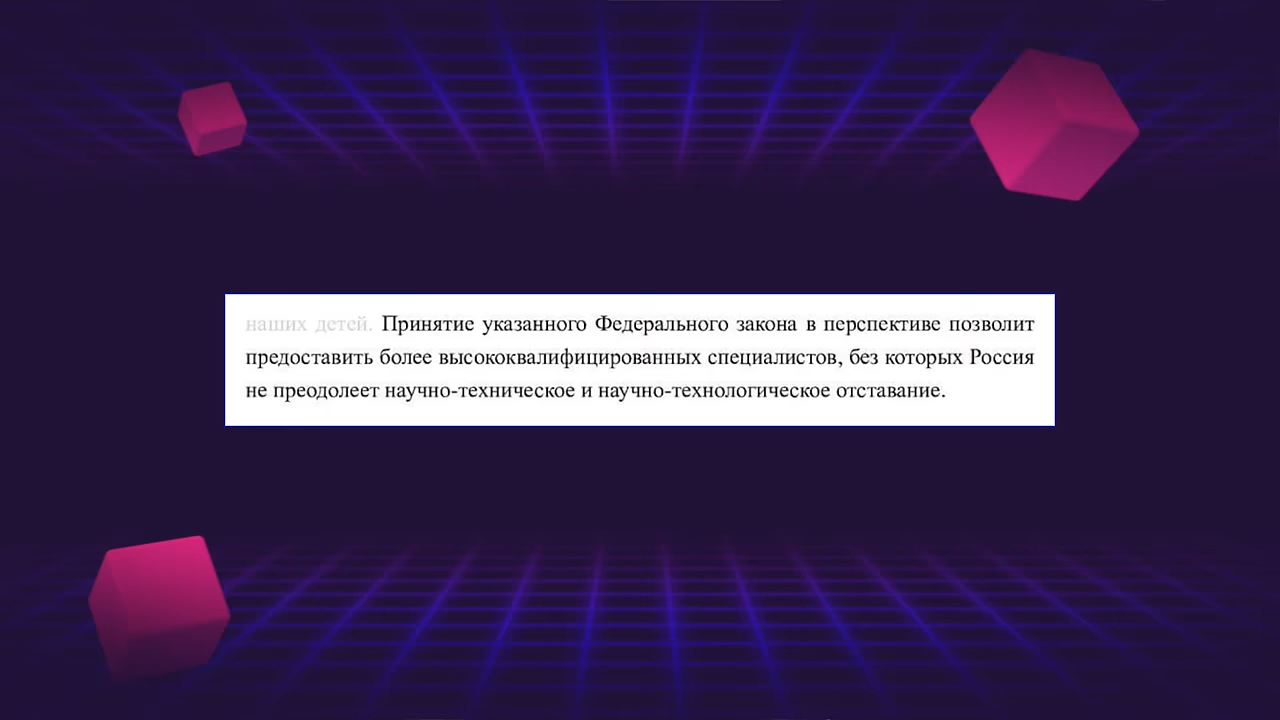 наших детей. Принятие указанного Федерального закона в перспективе позволит
предоставить более высококвалифицированных специалистов, без которых Россия
не преодолеет научно-техническое и научно-технологическое отставание.